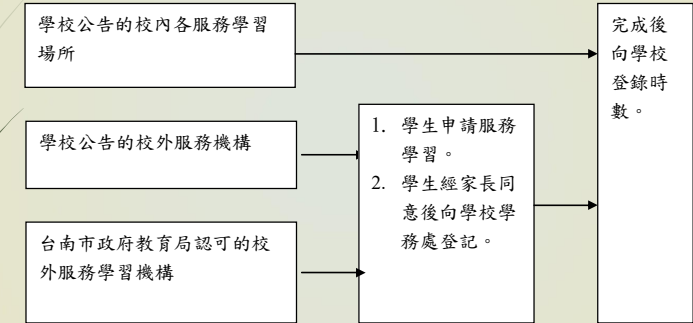 學校公告的校內各服務學習
場所
完成後
向學校
登錄時
數。
學校公告的校外服務機構
1. 學生申請服務
學習。
2. 學生經家長同
意後向學校學
務處登記。
台南市政府教育局認可的校
外服務學習機構